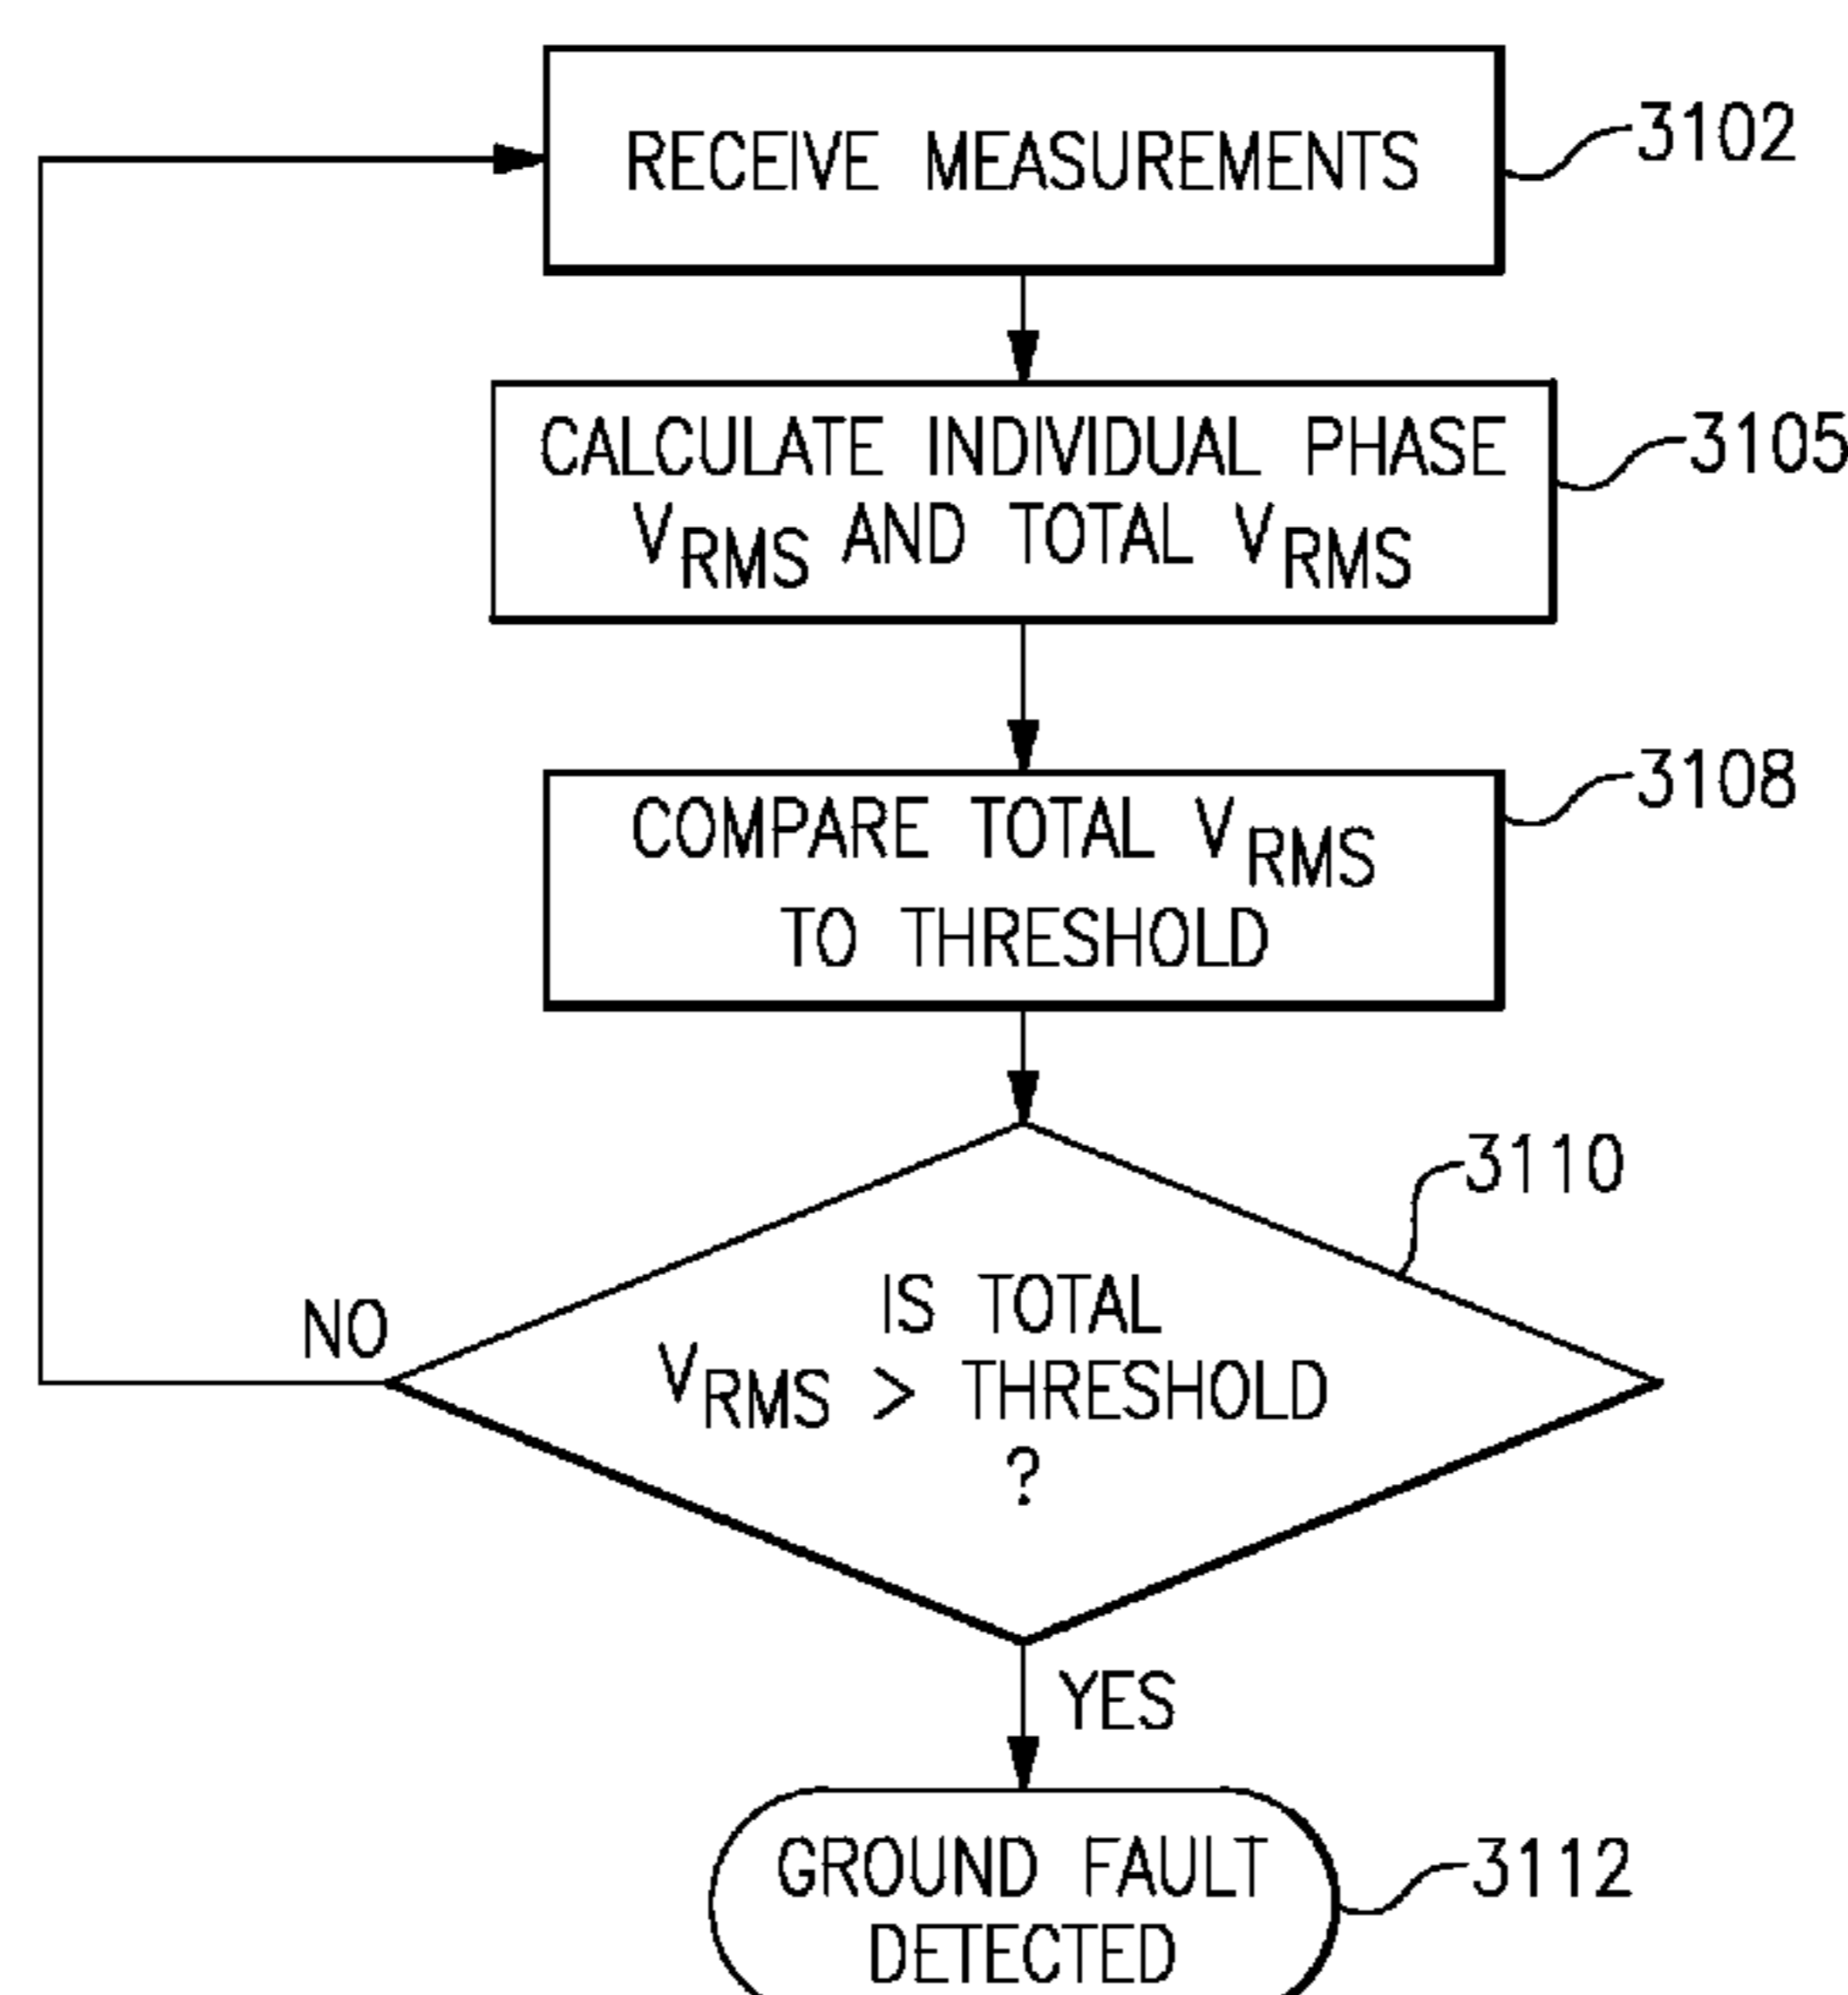 RECEIVE MEASUREMENTS
3102
CALCULATE INDIVIDUAL PHASE
VRMS AND TOTAL VRMS
3105
COMPARE TOTAL VRMS
TO THRESHOLD
3108
IS TOTAL
VRMS > THRESHOLD
?
3110
NO
YES
GROUND FAULT
DETECTED
3112